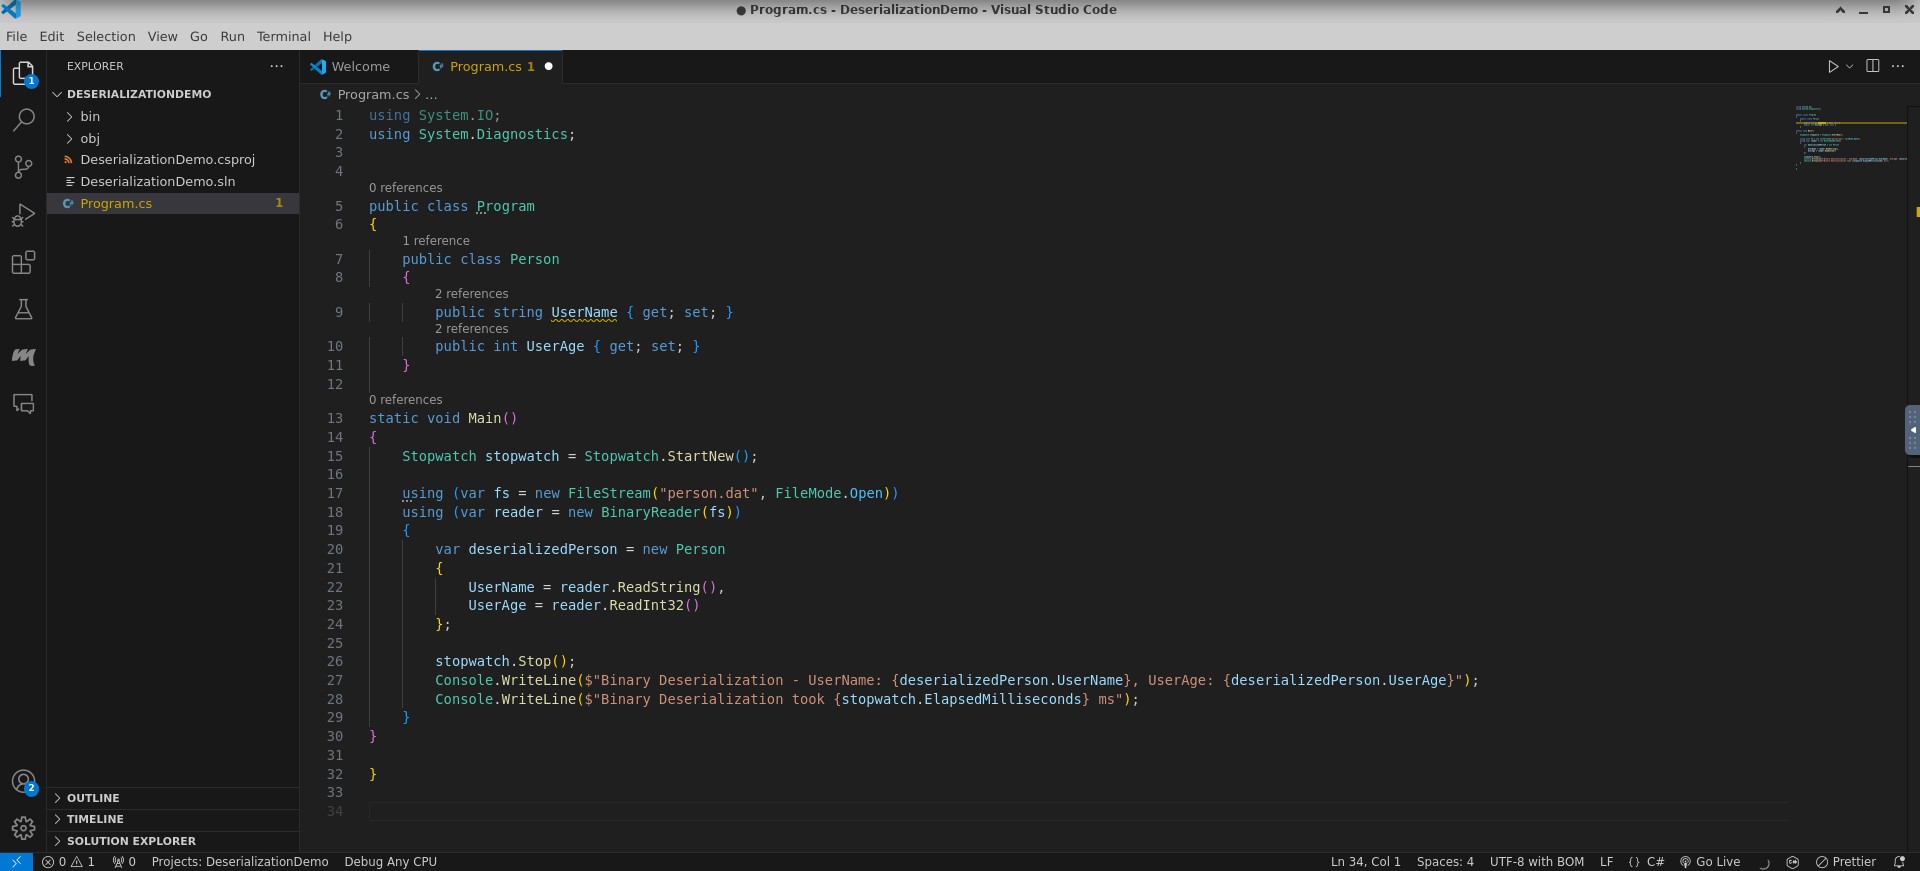 ● Program.cs - DeserializationDemo - Visual Studio Code
File Edit Selection View Go Run Terminal Help
EXPLORER ···
Welcome Program.cs 1
1
DESERIALIZATIONDEMO
bin
obj
DeserializationDemo.csproj
DeserializationDemo.sln
Program.cs 1
Program.cs > ...
1 using System.IO;
2 using System.Diagnostics;
3
4
0 references
5 public class Program
6 {
1 reference
7 public class Person
8 {
2 references
9 public string UserName { get; set; }
2 references
10 public int UserAge { get; set; }
11 }
12
0 references
13 static void Main()
14 {
15 Stopwatch stopwatch = Stopwatch.StartNew();
16
17 using (var fs = new FileStream("person.dat", FileMode.Open))
18 using (var reader = new BinaryReader(fs))
19 {
20 var deserializedPerson = new Person
21 {
22 UserName = reader.ReadString(),
23 UserAge = reader.ReadInt32()
24 };
25
26 stopwatch.Stop();
27 Console.WriteLine($"Binary Deserialization - UserName: {deserializedPerson.UserName}, UserAge: {deserializedPerson.UserAge}");
28 Console.WriteLine($"Binary Deserialization took {stopwatch.ElapsedMilliseconds} ms");
29 }
30 }
31
32 }
33
34
2
OUTLINE
TIMELINE
SOLUTION EXPLORER
0 1 0 Projects: DeserializationDemo Debug Any CPU Ln 34, Col 1 Spaces: 4 UTF-8 with BOM LF {} C# Go Live Prettier